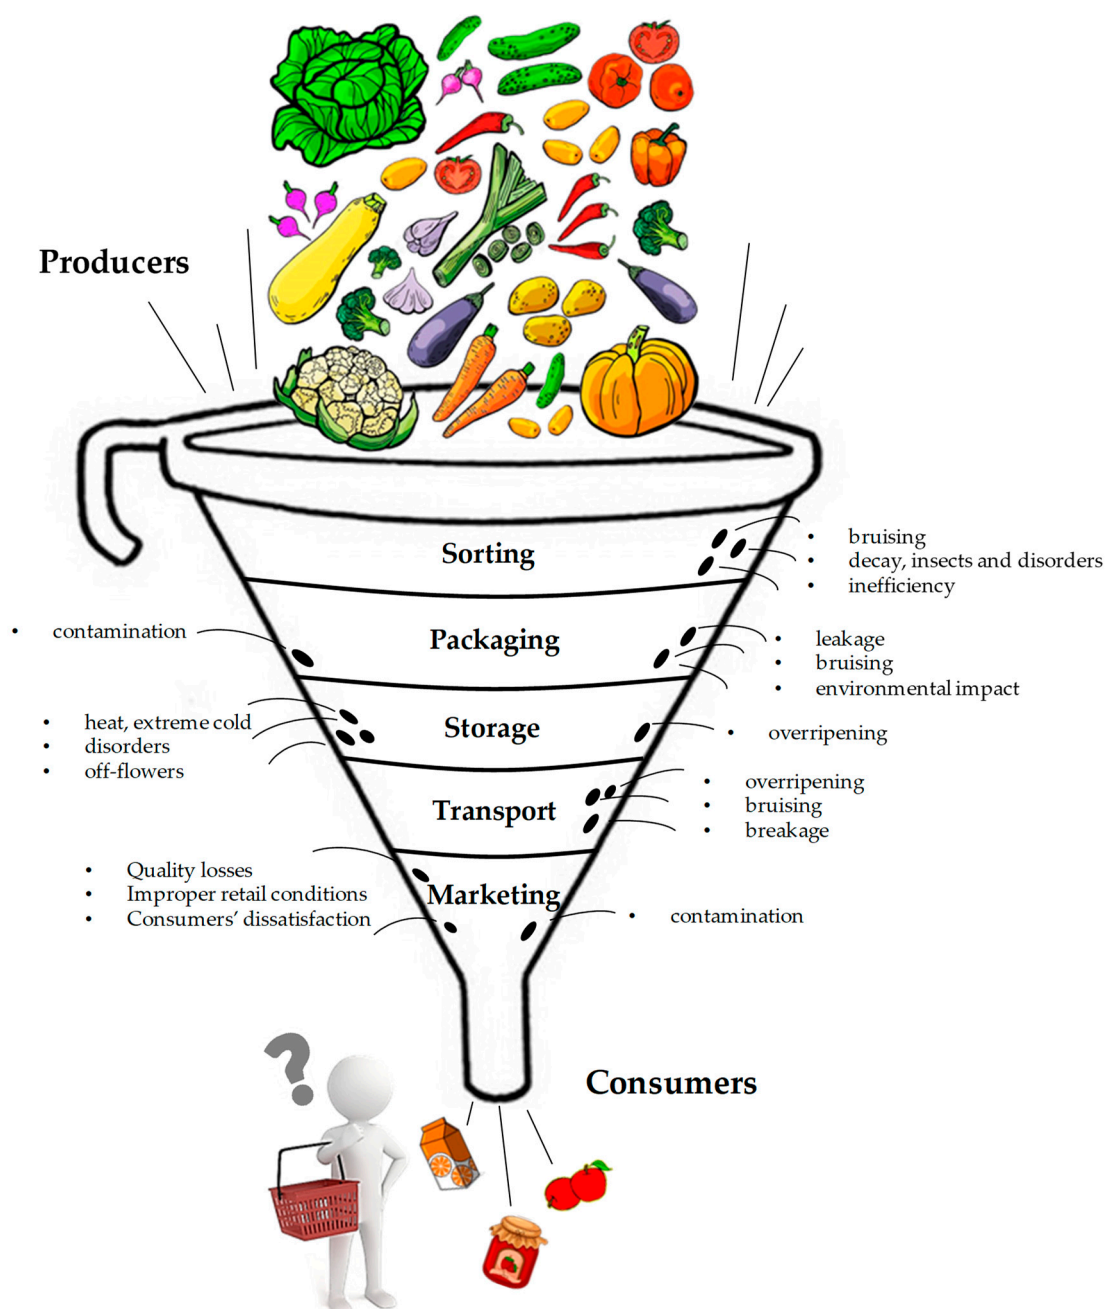 Producers
Sorting
• bruising
• decay, insects and disorders
• inefficiency
• contamination
Packaging
• leakage
• bruising
• environmental impact
• heat, extreme cold
• disorders
• off-flowers
Storage
• overripening
Transport
• overripening
• bruising
• breakage
• Quality losses
• Improper retail conditions
• Consumers' dissatisfaction
Marketing
• contamination
?
Consumers